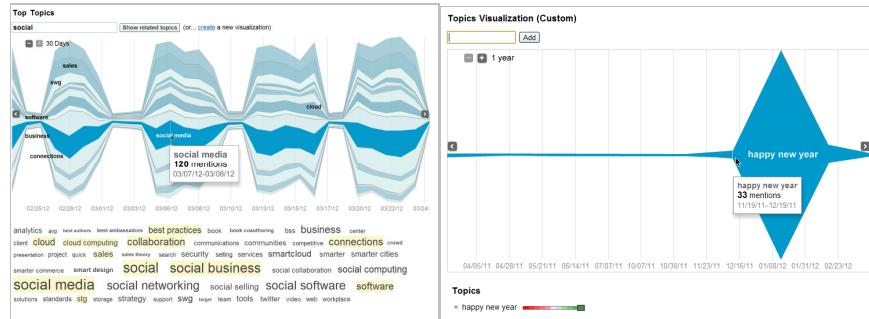 Top Topics
social
Show related topics (or... create a new visualization)
30 Days
sales
swg
cloud
software
business
social media
connections
social media
120 mentions
03/07/12-03/08/12
02/25/12 02/28/12 03/01/12 03/03/12 03/06/12 03/08/12 03/10/12 03/13/12 03/15/12 03/17/12 03/20/12 03/22/12 03/24/
analytics avp best authors best ambassadors best practices book book coauthoring bss business center
client cloud cloud computing collaboration communications communities competitive connections crowd
presentation project quick sales sales theory search security selling services smartcloud smarter smarter cities
smarter commerce smart design social social business social collaboration social computing
social media social networking social selling social software software
solutions standards stg storage strategy support swg target team tools twitter video web workplace
Topics Visualization (Custom)
Add
1 year
happy new year
happy new year
33 mentions
11/19/11–12/19/11
04/05/11 04/28/11 05/21/11 06/14/11 07/07/11 07/30/11 10/07/11 10/30/11 11/23/11 12/16/11 01/08/12 01/31/12 02/23/12
Topics
happy new year